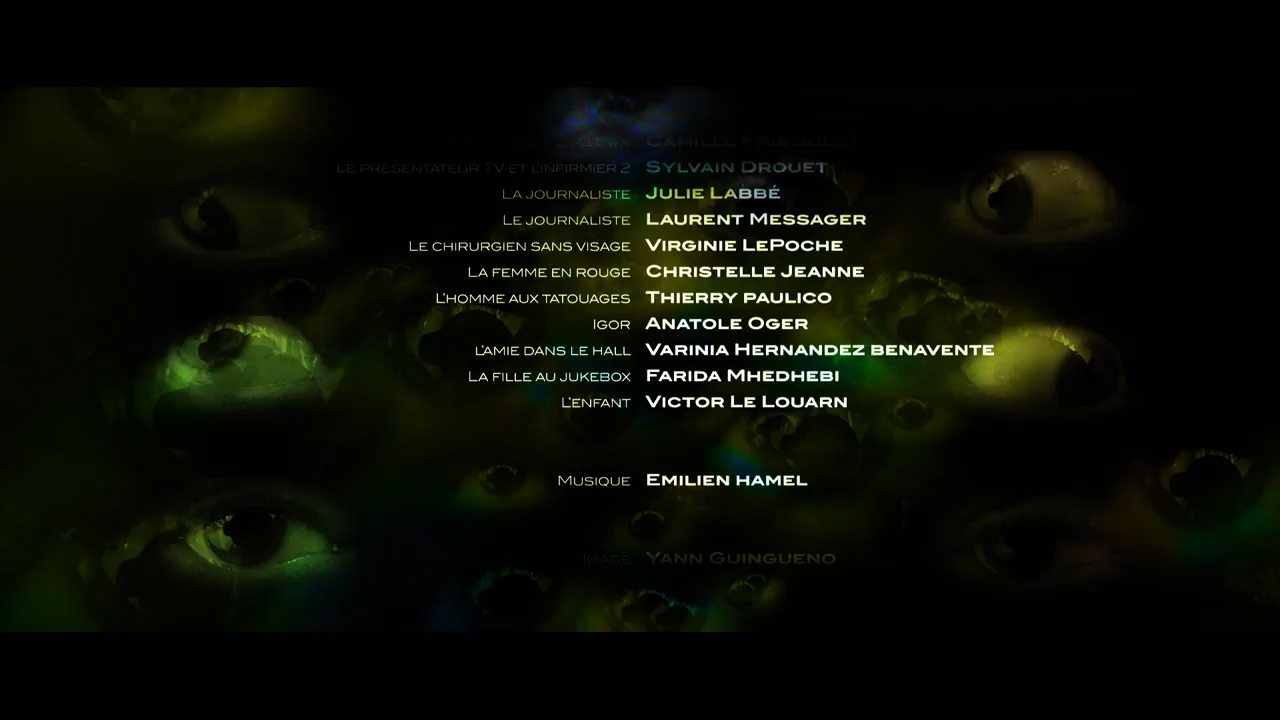 CLOWN CAMILLE
LE PRESENTATEUR TV ET L'INFIRMIER 2 SYLVAIN DROUET
LA JOURNALISTE JULIE LABBÉ
LE JOURNALISTE LAURENT MESSAGER
LE CHIRURGIEN SANS VISAGE VIRGINIE LEPOCHE
LA FEMME EN ROUGE CHRISTELLE JEANNE
L'HOMME AUX TATOUAGES THIERRY PAULICO
IGOR ANATOLE OGER
L'AMIE DANS LE HALL VARINIA HERNANDEZ BENAVENTE
LA FILLE AU JUKEBOX FARIDA MHEDHEBI
L'ENFANT VICTOR LE LOUARN
MUSIQUE EMILIEN HAMEL
IMAGE YANN GUINGUENO